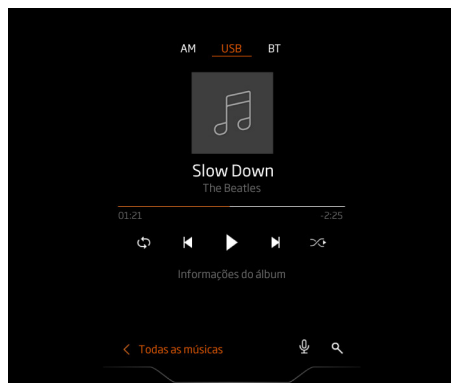 AM USB BT
Slow Down
The Beatles
01:21 -2:25
Informações do álbum
Todas as músicas